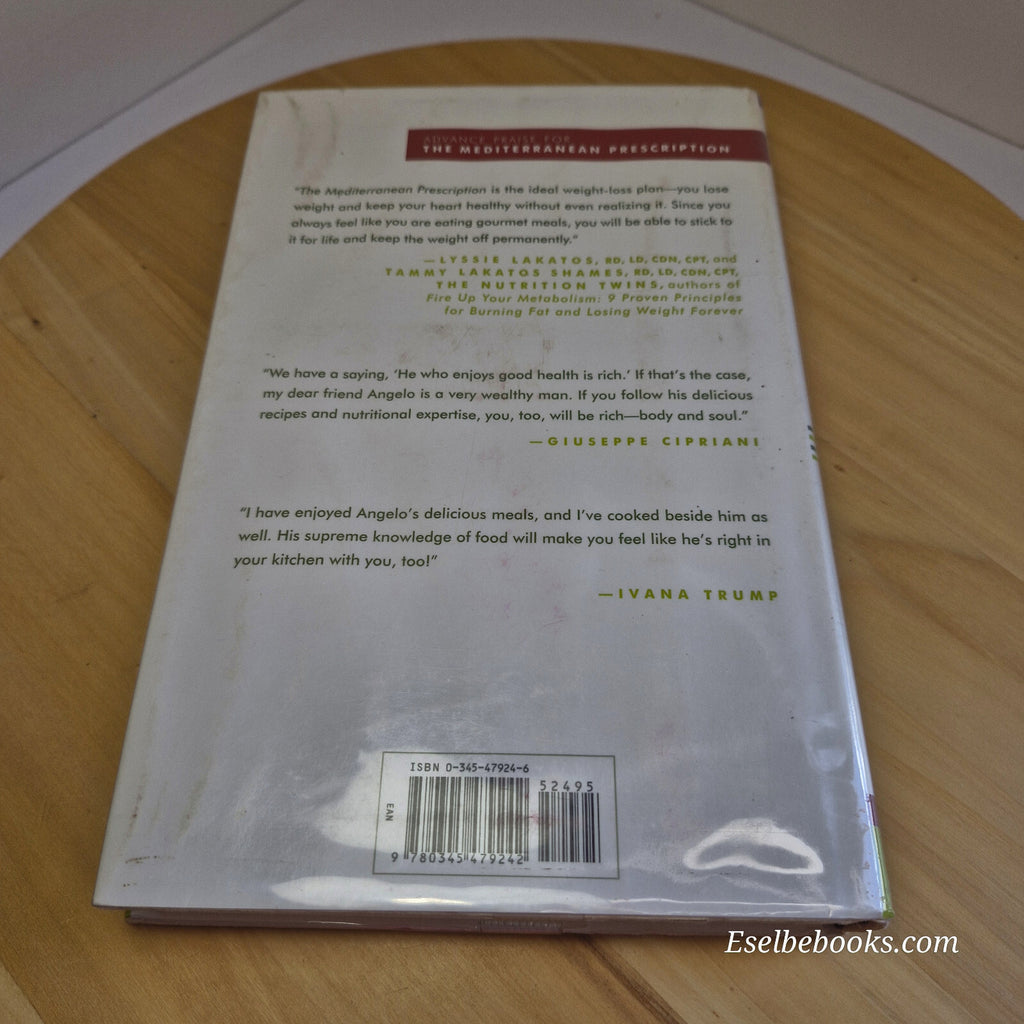 ADVANCE PRAISE FOR
THE MEDITERRANEAN PRESCRIPTION
"The Mediterranean Prescription is the ideal weight-loss plan—you lose
weight and keep your heart healthy without even realizing it. Since you
always feel like you are eating gourmet meals, you will be able to stick to
it for life and keep the weight off permanently."
—LYSSIE LAKATOS, RD, LD, CDN, CPT, and
TAMMY LAKATOS SHAMES, RD, LD, CDN, CPT,
THE NUTRITION TWINS, authors of
Fire Up Your Metabolism: 9 Proven Principles
for Burning Fat and Losing Weight Forever
"We have a saying, 'He who enjoys good health is rich.' If that's the case,
my dear friend Angelo is a very wealthy man. If you follow his delicious
recipes and nutritional expertise, you, too, will be rich—body and soul."
—GIUSEPPE CIPRIANI
"I have enjoyed Angelo's delicious meals, and I've cooked beside him as
well. His supreme knowledge of food will make you feel like he's right in
your kitchen with you, too!"
—IVANA TRUMP
ISBN 0-345-47924-6
52495
EAN
9 780345 479242
Eselbebooks.com